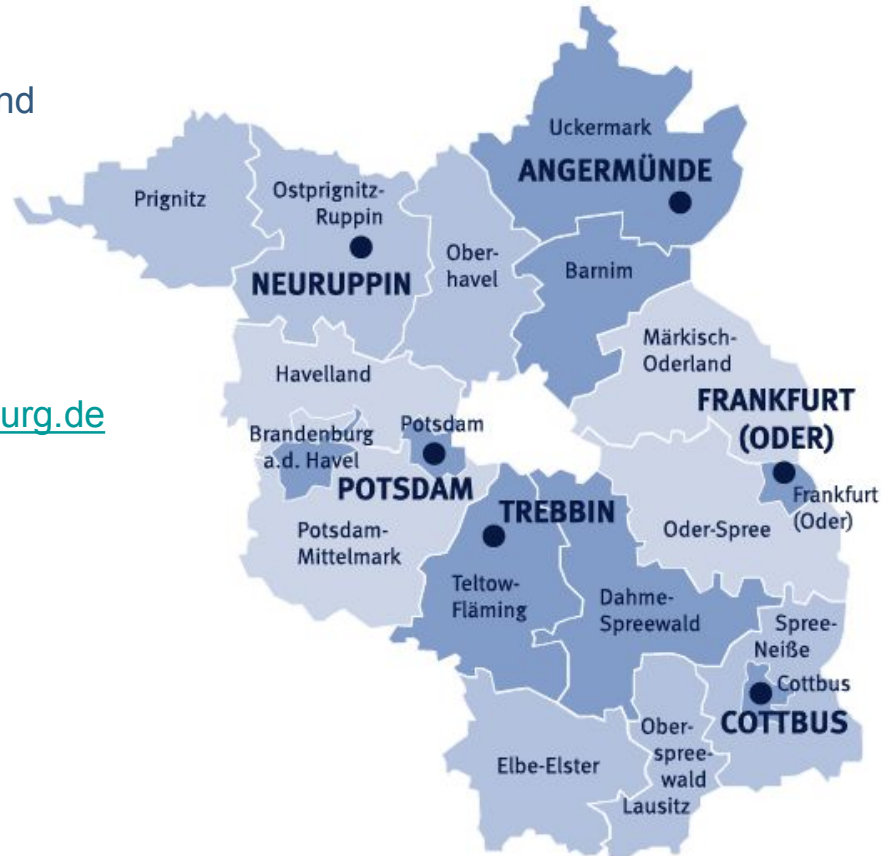 nd
urg.de
Uckermark
ANGERMÜNDE
Prignitz
Ostprignitz-
Ruppin
NEURUPPIN
Ober-
havel
Barnim
Märkisch-
Oderland
Havelland
FRANKFURT
(ODER)
Brandenburg
a.d. Havel
Potsdam
POTSDAM
TREBBIN
Frankfurt
(Oder)
Oder-Spree
Potsdam-
Mittelmark
Teltow-
Fläming
Dahme-
Spreewald
Spree-
Neiße
Cottbus
COTTBUS
Ober-
spree-
wald
Lausitz
Elbe-Elster